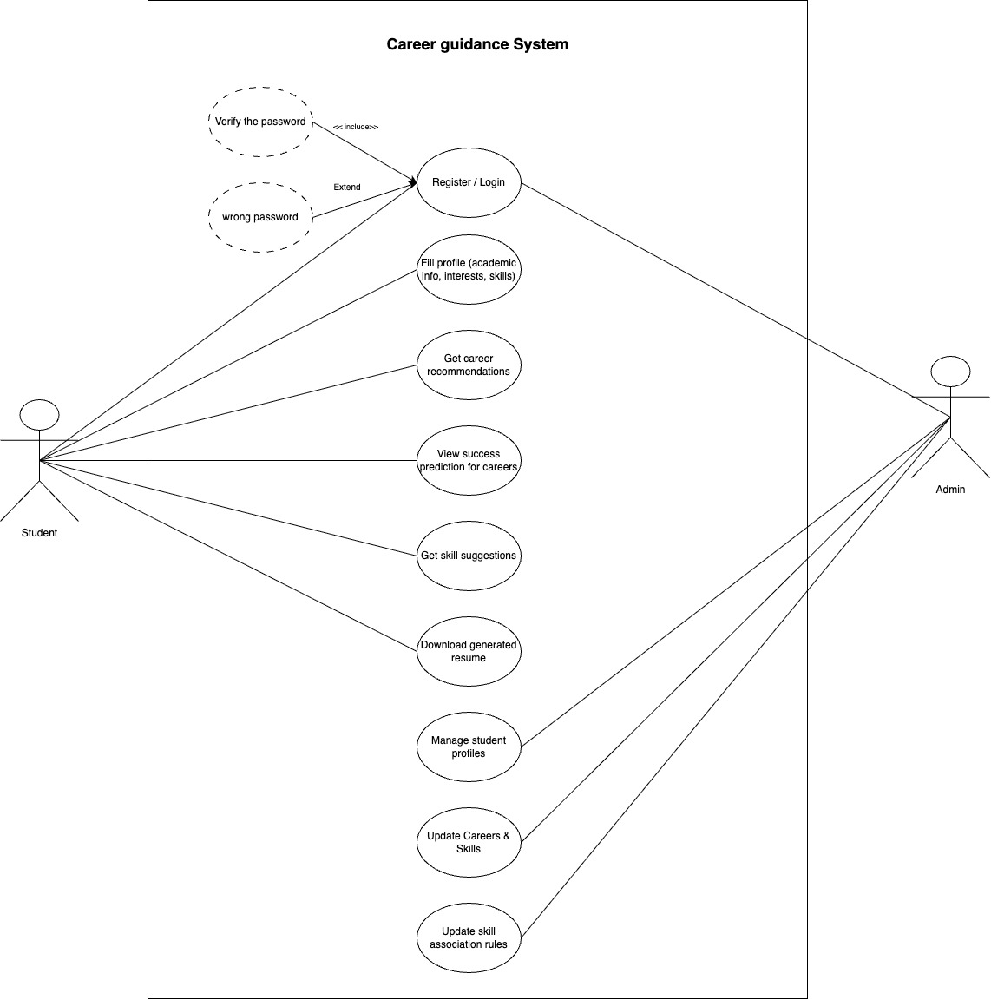 Career guidance System
Verify the password
<< include>>
Register / Login
Extend
wrong password
Fill profile (academic
info, interests, skills)
Get career
recommendations
View success
prediction for careers
Student
Admin
Get skill suggestions
Download generated
resume
Manage student
profiles
Update Careers &
Skills
Update skill
association rules